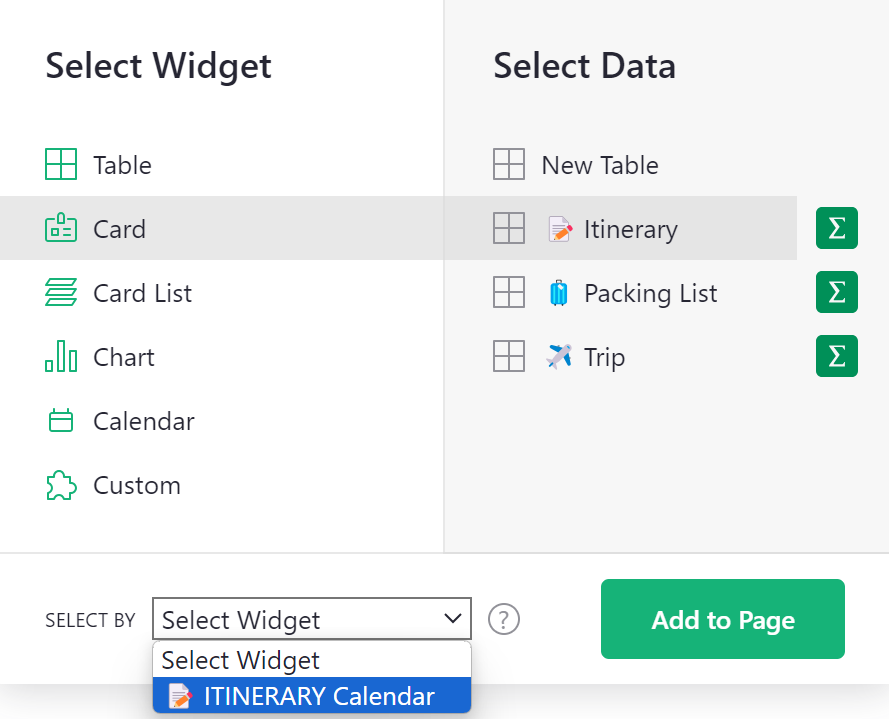 Select Widget
Table
Card
Card List
Chart
Calendar
Custom
Select Data
New Table
📝 Itinerary Σ
🧳 Packing List Σ
✈️ Trip Σ
SELECT BY Select Widget ? Add to Page
Select Widget
📝 ITINERARY Calendar